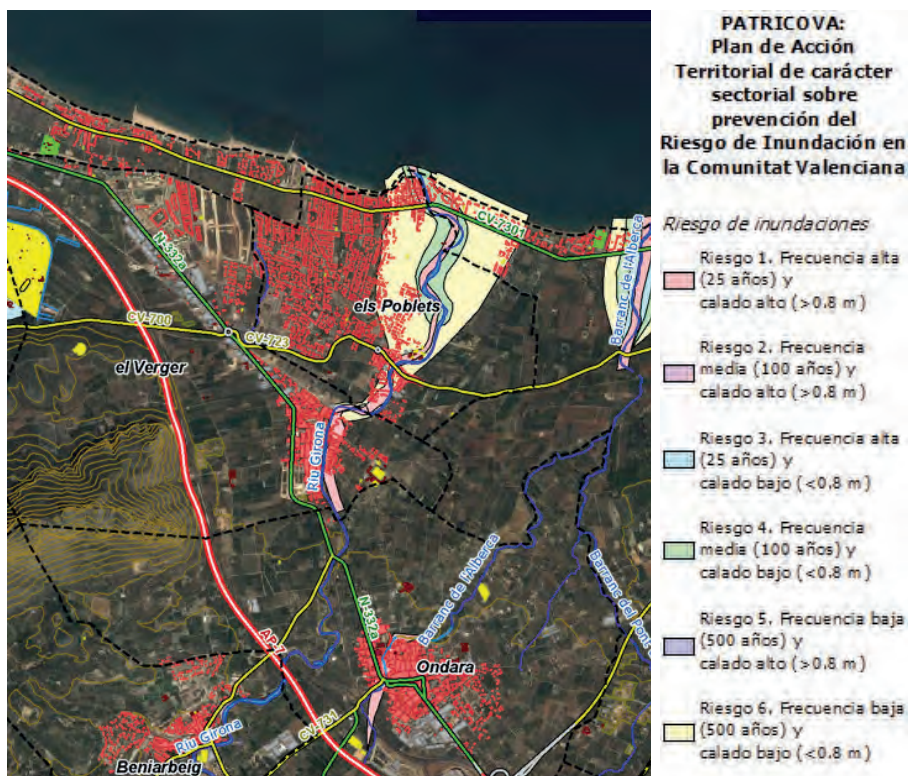 PATRICOVA:
Plan de Acción
Territorial de carácter
sectorial sobre
prevención del
Riesgo de Inundación en
la Comunitat Valenciana
Riesgo de inundaciones
Riesgo 1. Frecuencia alta
(25 años) y
calado alto (>0.8 m)
Riesgo 2. Frecuencia
media (100 años) y
calado alto (>0.8 m)
Riesgo 3. Frecuencia alta
(25 años) y
calado bajo (<0.8 m)
Riesgo 4. Frecuencia
media (100 años) y
calado bajo (<0.8 m)
Riesgo 5. Frecuencia baja
(500 años) y
calado alto (>0.8 m)
Riesgo 6. Frecuencia baja
(500 años) y
calado bajo (<0.8 m)
N-332a
CV-7301
Barranc de l'Alberca
els Poblets
CV-700
CV-723
el Verger
Riu Girona
Barranc de l'Alberca
Barranc del Pont
N-332a
AP-7
Ondara
CV-731
Riu Girona
Beniarbeig